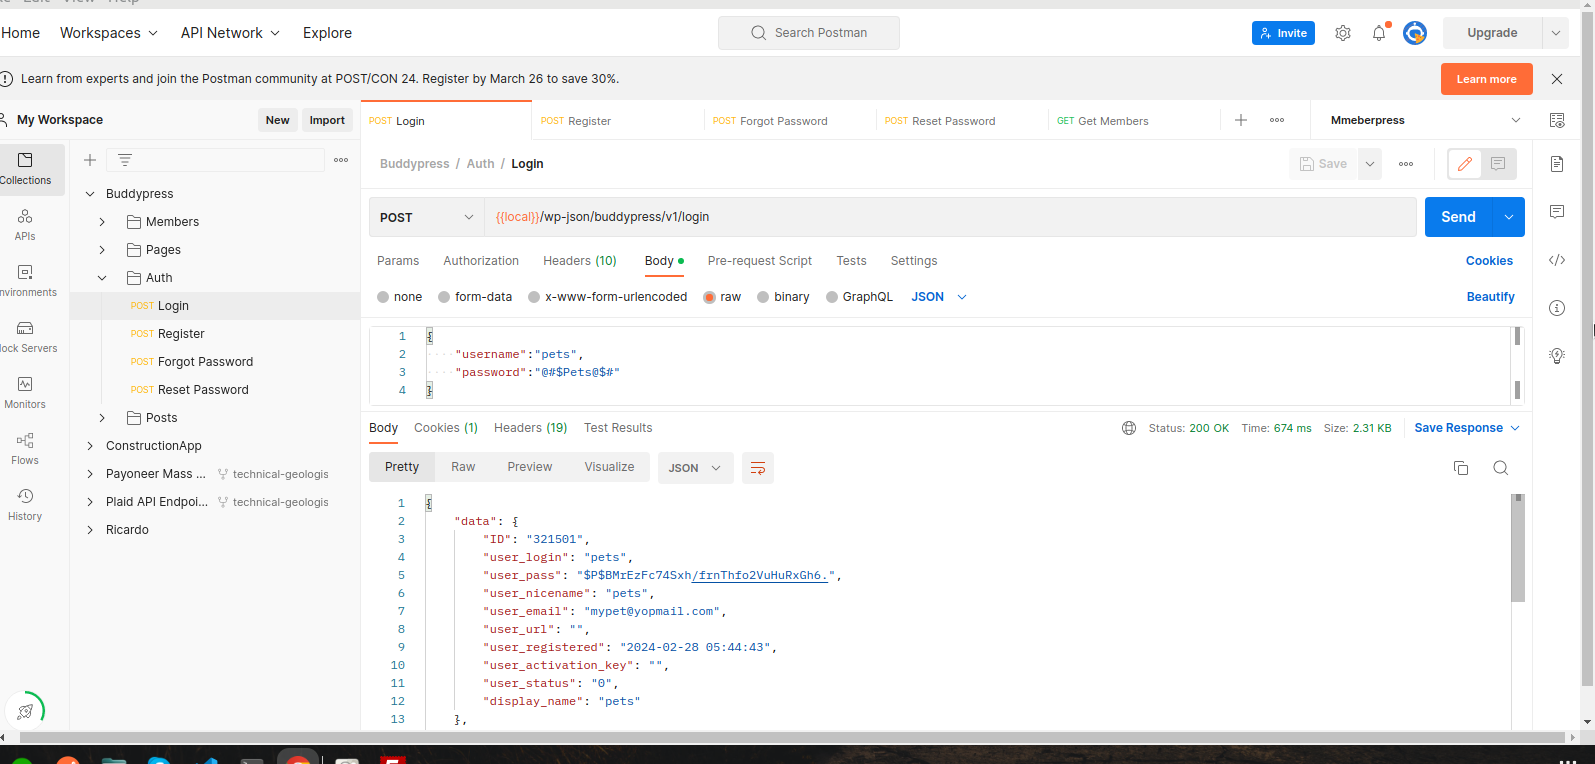 Edit View Help
Home Workspaces API Network Explore Search Postman Invite Upgrade
Learn from experts and join the Postman community at POST/CON 24. Register by March 26 to save 30%. Learn more
My Workspace New Import POST Login POST Register POST Forgot Password POST Reset Password GET Get Members Mmeberpress
Buddypress / Auth / Login Save
Collections
APIs
nvironments
ock Servers
Monitors
Flows
History
Buddypress
Members
Pages
Auth
POST Login
POST Register
POST Forgot Password
POST Reset Password
Posts
ConstructionApp
Payoneer Mass ... technical-geologis
Plaid API Endpoi... technical-geologis
Ricardo
POST {{local}}/wp-json/buddypress/v1/login Send
Params Authorization Headers (10) Body Pre-request Script Tests Settings Cookies
none form-data x-www-form-urlencoded raw binary GraphQL JSON Beautify
1 {
2 "username":"pets",
3 "password":"@#$Pets@$#"
4 }
Body Cookies (1) Headers (19) Test Results Status: 200 OK Time: 674 ms Size: 2.31 KB Save Response
Pretty Raw Preview Visualize JSON
1 {
2 "data": {
3 "ID": "321501",
4 "user_login": "pets",
5 "user_pass": "$P$BMrEzFc74Sxh/frnThfo2VuHuRxGh6.",
6 "user_nicename": "pets",
7 "user_email": "mypet@yopmail.com",
8 "user_url": "",
9 "user_registered": "2024-02-28 05:44:43",
10 "user_activation_key": "",
11 "user_status": "0",
12 "display_name": "pets"
13 },